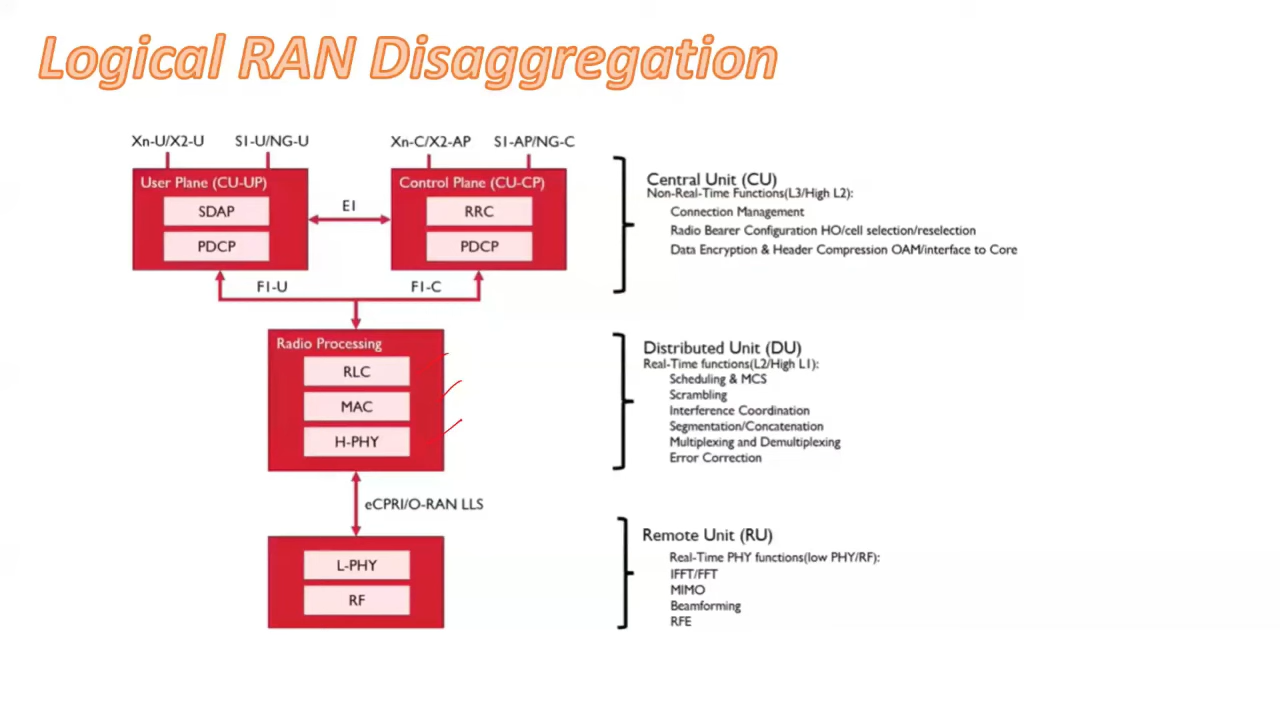 Logical RAN Disaggregation
Xn-U/X2-U S1-U/NG-U Xn-C/X2-AP S1-AP/NG-C
User Plane (CU-UP)
SDAP
PDCP
E1
Control Plane (CU-CP)
RRC
PDCP
Central Unit (CU)
Non-Real-Time Functions(L3/High L2):
Connection Management
Radio Bearer Configuration HO/cell selection/reselection
Data Encryption & Header Compression OAM/interface to Core
F1-U F1-C
Radio Processing
RLC
MAC
H-PHY
Distributed Unit (DU)
Real-Time functions(L2/High L1):
Scheduling & MCS
Scrambling
Interference Coordination
Segmentation/Concatenation
Multiplexing and Demultiplexing
Error Correction
eCPRI/O-RAN LLS
L-PHY
RF
Remote Unit (RU)
Real-Time PHY functions(low PHY/RF):
IFFT/FFT
MIMO
Beamforming
RFE